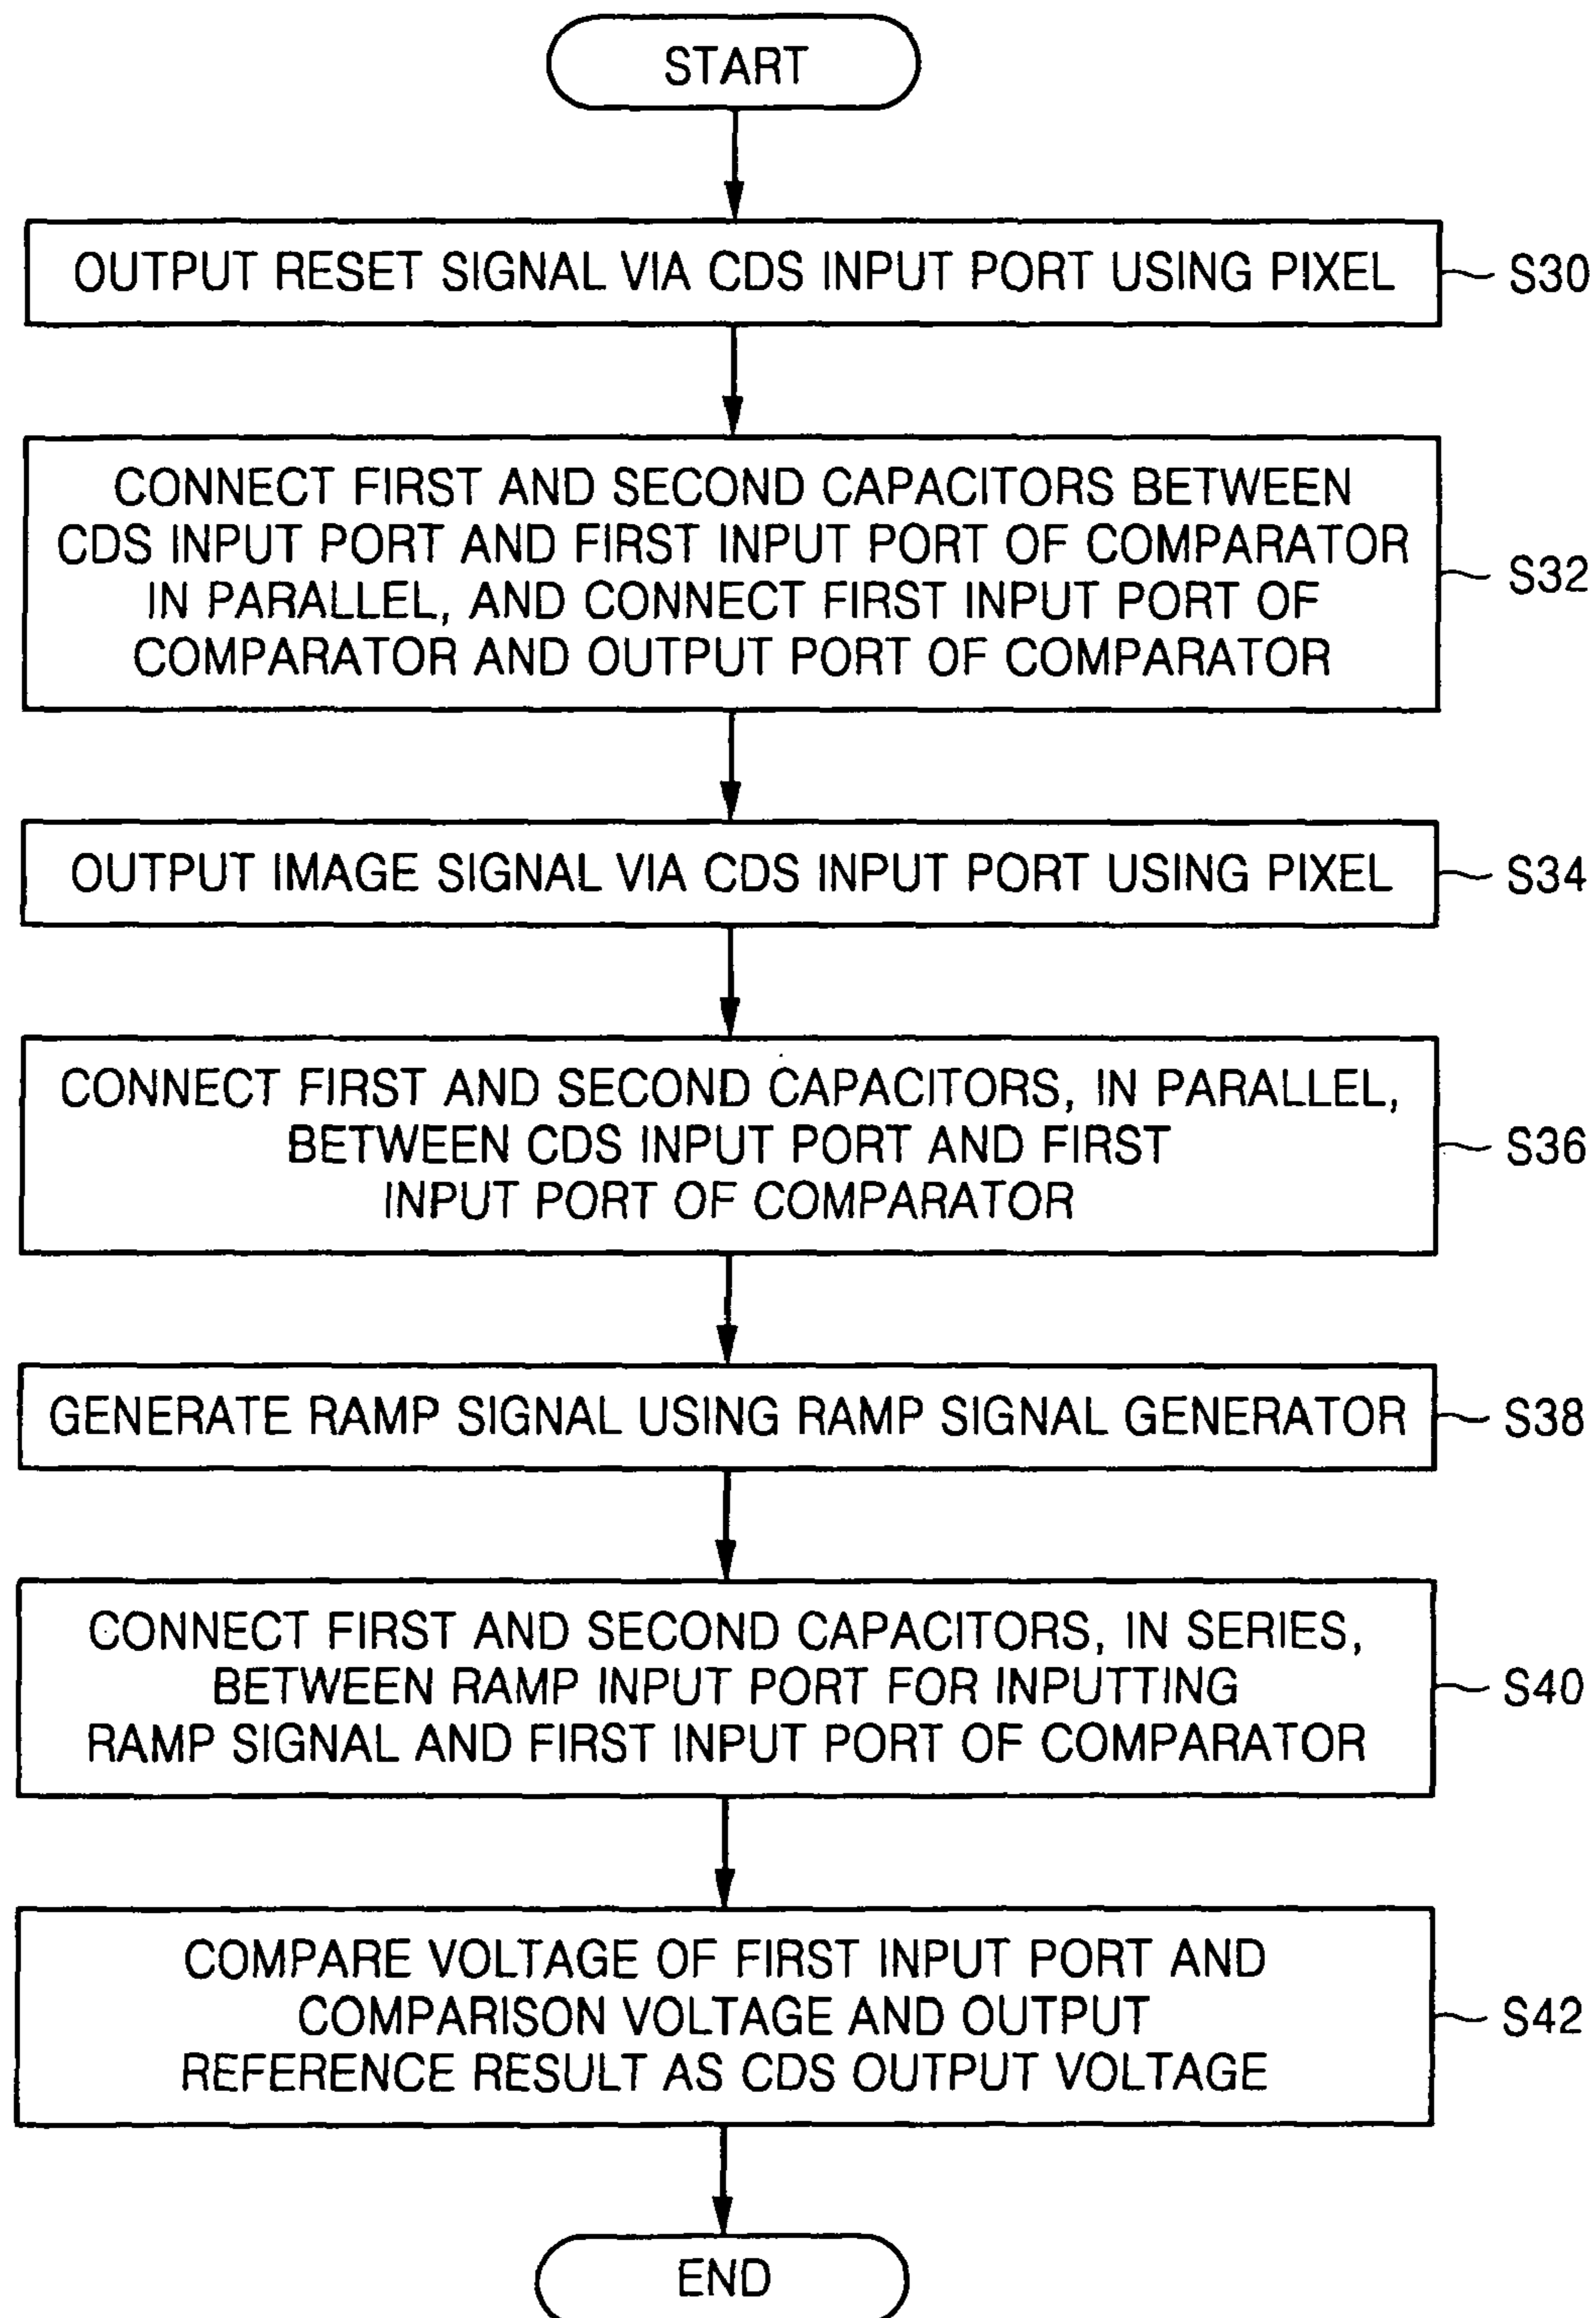 START
OUTPUT RESET SIGNAL VIA CDS INPUT PORT USING PIXEL
S30
CONNECT FIRST AND SECOND CAPACITORS BETWEEN
CDS INPUT PORT AND FIRST INPUT PORT OF COMPARATOR
IN PARALLEL, AND CONNECT FIRST INPUT PORT OF
COMPARATOR AND OUTPUT PORT OF COMPARATOR
S32
OUTPUT IMAGE SIGNAL VIA CDS INPUT PORT USING PIXEL
S34
CONNECT FIRST AND SECOND CAPACITORS, IN PARALLEL,
BETWEEN CDS INPUT PORT AND FIRST
INPUT PORT OF COMPARATOR
S36
GENERATE RAMP SIGNAL USING RAMP SIGNAL GENERATOR
S38
CONNECT FIRST AND SECOND CAPACITORS, IN SERIES,
BETWEEN RAMP INPUT PORT FOR INPUTTING
RAMP SIGNAL AND FIRST INPUT PORT OF COMPARATOR
S40
COMPARE VOLTAGE OF FIRST INPUT PORT AND
COMPARISON VOLTAGE AND OUTPUT
REFERENCE RESULT AS CDS OUTPUT VOLTAGE
S42
END